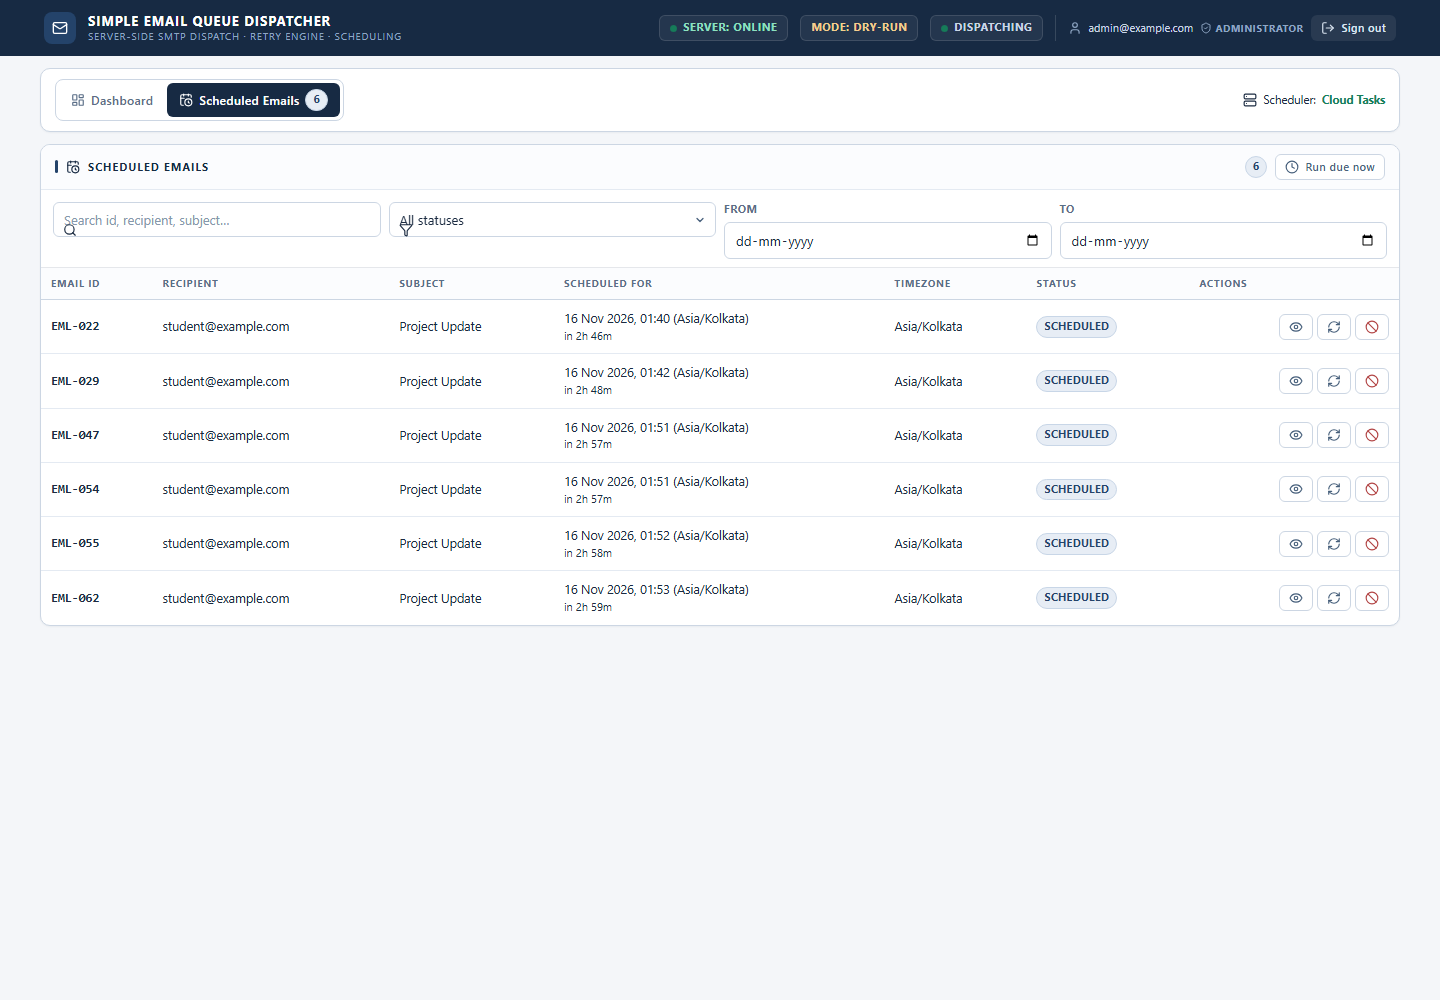 SIMPLE EMAIL QUEUE DISPATCHER
SERVER-SIDE SMTP DISPATCH · RETRY ENGINE · SCHEDULING
SERVER: ONLINE
MODE: DRY-RUN
DISPATCHING
admin@example.com
ADMINISTRATOR
Sign out
Dashboard
Scheduled Emails 6
Scheduler: Cloud Tasks
SCHEDULED EMAILS
6
Run due now
Search id, recipient, subject...
All statuses
FROM
dd-mm-yyyy
TO
dd-mm-yyyy
EMAIL ID RECIPIENT SUBJECT SCHEDULED FOR TIMEZONE STATUS ACTIONS
EML-022 student@example.com Project Update 16 Nov 2026, 01:40 (Asia/Kolkata) Asia/Kolkata SCHEDULED
in 2h 46m
EML-029 student@example.com Project Update 16 Nov 2026, 01:42 (Asia/Kolkata) Asia/Kolkata SCHEDULED
in 2h 48m
EML-047 student@example.com Project Update 16 Nov 2026, 01:51 (Asia/Kolkata) Asia/Kolkata SCHEDULED
in 2h 57m
EML-054 student@example.com Project Update 16 Nov 2026, 01:51 (Asia/Kolkata) Asia/Kolkata SCHEDULED
in 2h 57m
EML-055 student@example.com Project Update 16 Nov 2026, 01:52 (Asia/Kolkata) Asia/Kolkata SCHEDULED
in 2h 58m
EML-062 student@example.com Project Update 16 Nov 2026, 01:53 (Asia/Kolkata) Asia/Kolkata SCHEDULED
in 2h 59m